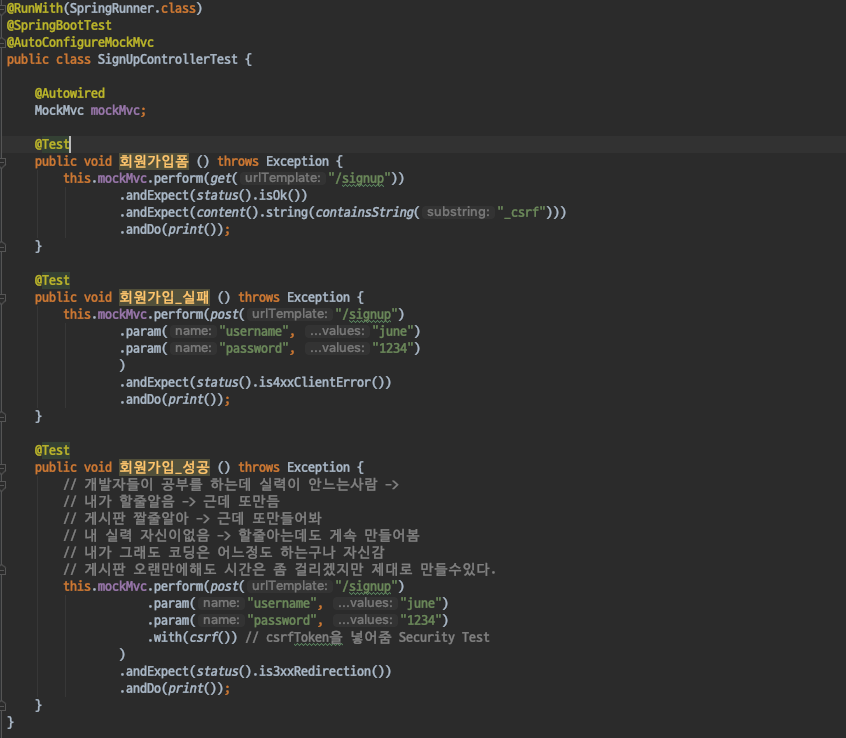 @RunWith(SpringRunner.class)
@SpringBootTest
@AutoConfigureMockMvc
public class SignUpControllerTest {
@Autowired
MockMvc mockMvc;
@Test
public void 회원가입폼 () throws Exception {
this.mockMvc.perform(get( urlTemplate: "/signup"))
.andExpect(status().isOk())
.andExpect(content().string(containsString( substring: "_csrf")))
.andDo(print());
}
@Test
public void 회원가입_실패 () throws Exception {
this.mockMvc.perform(post( urlTemplate: "/signup")
.param( name: "username", ...values: "june")
.param( name: "password", ...values: "1234")
)
.andExpect(status().is4xxClientError())
.andDo(print());
}
@Test
public void 회원가입_성공 () throws Exception {
// 개발자들이 공부를 하는데 실력이 안느는사람 ->
// 내가 할줄알음 -> 근데 또만듬
// 게시판 짤줄알아 -> 근데 또만들어봐
// 내 실력 자신이없음 -> 할줄아는데도 게속 만들어봄
// 내가 그래도 코딩은 어느정도 하는구나 자신감
// 게시판 오랜만에해도 시간은 좀 걸리겠지만 제대로 만들수있다.
this.mockMvc.perform(post( urlTemplate: "/signup")
.param( name: "username", ...values: "june")
.param( name: "password", ...values: "1234")
.with(csrf()) // csrfToken을 넣어줌 Security Test
)
.andExpect(status().is3xxRedirection())
.andDo(print());
}
}